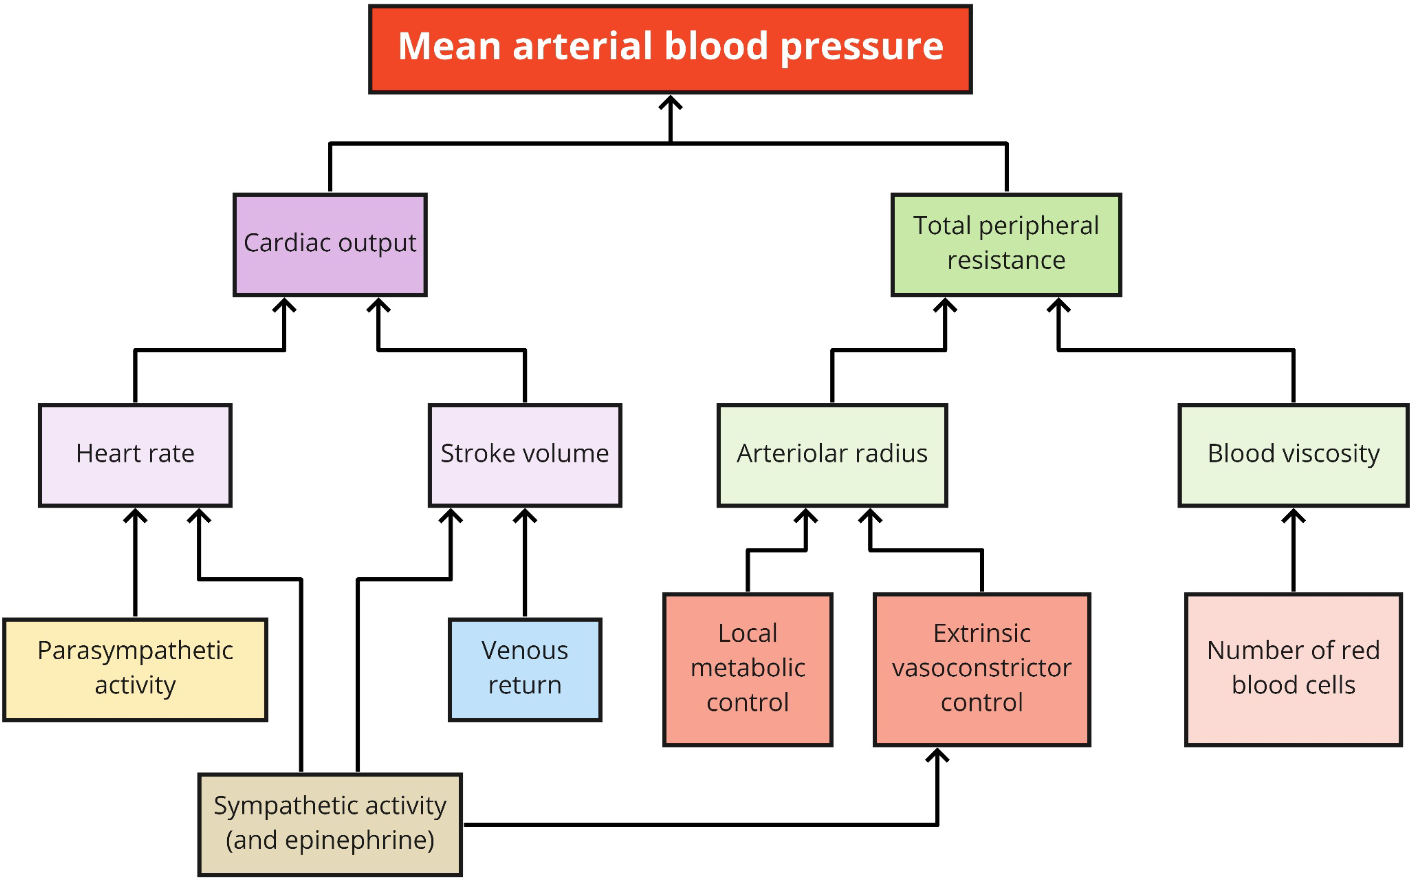 Mean arterial blood pressure
Cardiac output
Total peripheral
resistance
Heart rate
Stroke volume
Arteriolar radius
Blood viscosity
Parasympathetic
activity
Venous
return
Local
metabolic
control
Extrinsic
vasoconstrictor
control
Number of red
blood cells
Sympathetic activity
(and epinephrine)